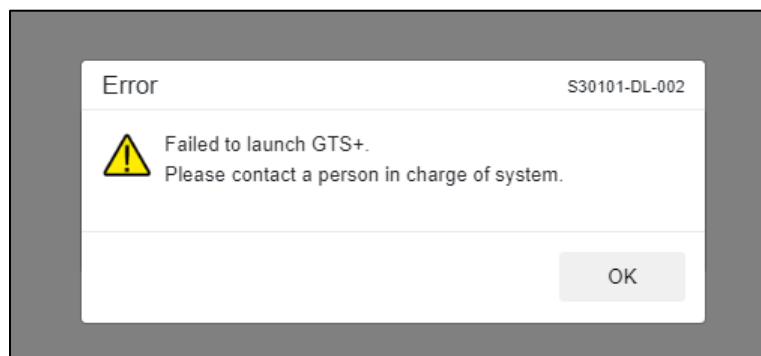 Error
S30101-DL-002
Failed to launch GTS+.
Please contact a person in charge of system.
OK